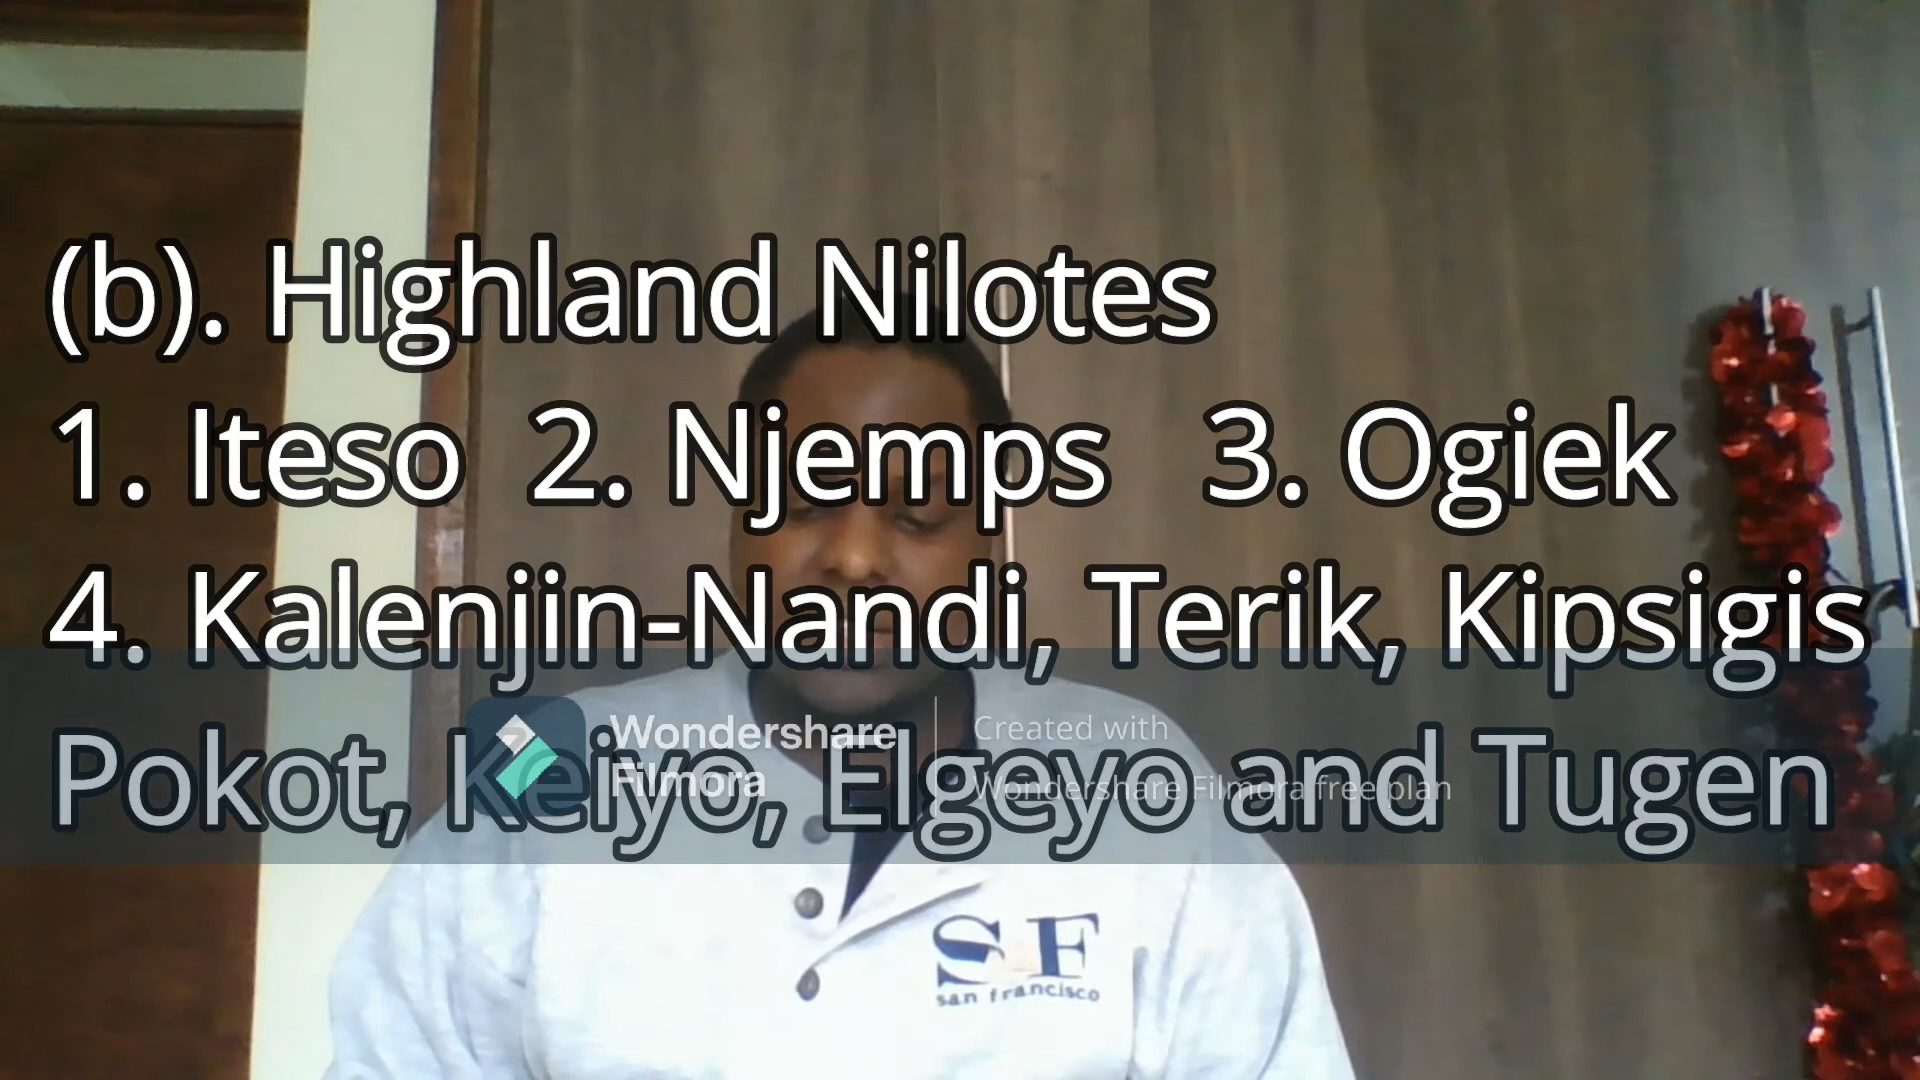 (b). Highland Nilotes
1. Iteso 2. Njemps 3. Ogiek
4. Kalenjin-Nandi, Terik, Kipsigis
Pokot, Keiyo, Elgeyo and Tugen
Wondershare
Filmora
Created with
Wondershare Filmora free plan
SF
san francisco